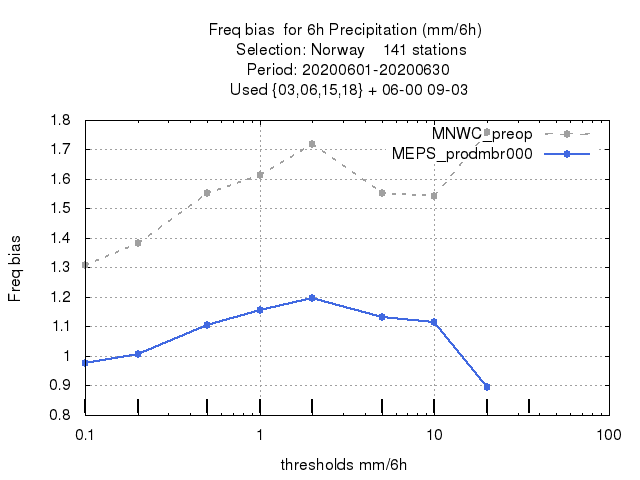 Freq bias  for 6h Precipitation (mm/6h)
Selection: Norway    141 stations
Period: 20200601-20200630
Used {03,06,15,18} + 06-00 09-03
MNWC_preop
MEPS_prodmbr000
1.8
1.7
1.6
1.5
1.4
1.3
1.2
1.1
1
0.9
0.8
Freq bias
0.1 1 10 100
thresholds mm/6h